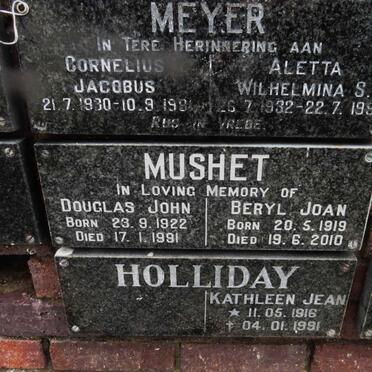 MEYER
IN TERE HERINNERING AAN
CORNELIUS ALETTA
JACOBUS WILHELMINA S.
21.7.1930-10.9.19 .7.1932-22.7.19
RUS IN VREDE.
MUSHET
IN LOVING MEMORY OF
DOUGLAS JOHN
BORN 23.9.1922
DIED 17.1.1991
BERYL JOAN
BORN 20.5.1919
DIED 19.6.2010
HOLLIDAY
KATHLEEN JEAN
★ 11.05.1916
✝ 04.01.1991